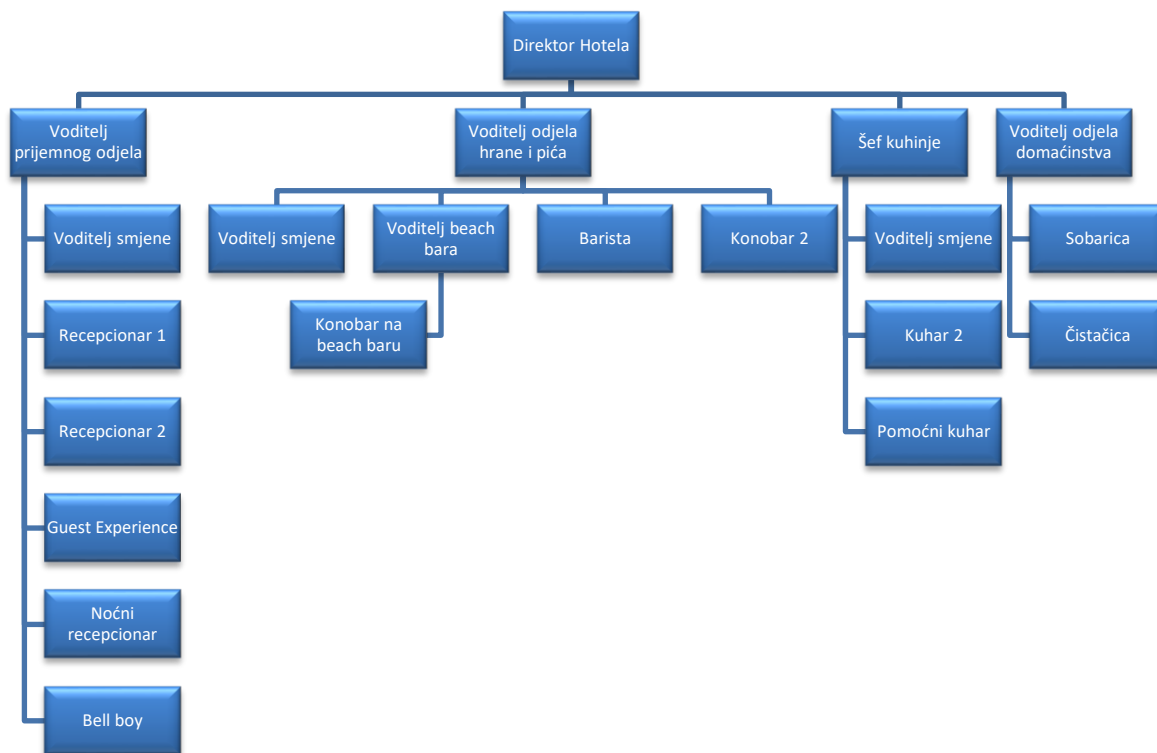 Direktor Hotela
Voditelj
prijemnog odjela
Voditelj odjela
hrane i pića
Šef kuhinje
Voditelj odjela
domaćinstva
Voditelj smjene
Voditelj smjene
Voditelj beach
bara
Barista
Konobar 2
Voditelj smjene
Sobarica
Recepcionar 1
Konobar na
beach baru
Kuhar 2
Čistačica
Recepcionar 2
Pomoćni kuhar
Guest Experience
Noćni
recepcionar
Bell boy